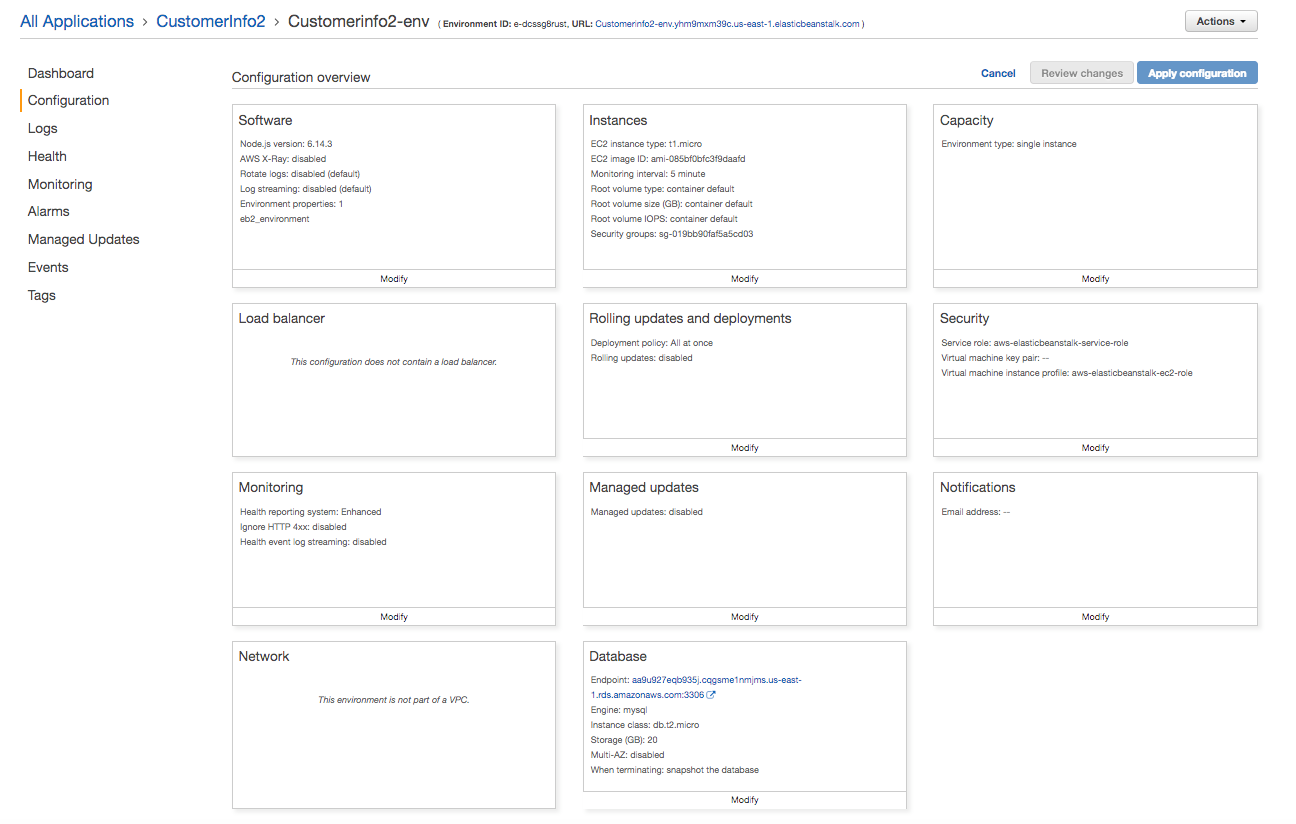 All Applications > CustomerInfo2 > Customerinfo2-env ( Environment ID: e-dcssg8rust, URL: Customerinfo2-env.yhm9mxm39c.us-east-1.elasticbeanstalk.com )
Actions
Dashboard
Configuration
Logs
Health
Monitoring
Alarms
Managed Updates
Events
Tags
Configuration overview
Cancel
Review changes
Apply configuration
Software
Node.js version: 6.14.3
AWS X-Ray: disabled
Rotate logs: disabled (default)
Log streaming: disabled (default)
Environment properties: 1
eb2_environment
Modify
Instances
EC2 instance type: t1.micro
EC2 image ID: ami-085bf0bfc3f9daafd
Monitoring interval: 5 minute
Root volume type: container default
Root volume size (GB): container default
Root volume IOPS: container default
Security groups: sg-019bb90faf5a5cd03
Modify
Capacity
Environment type: single instance
Modify
Load balancer
This configuration does not contain a load balancer.
Rolling updates and deployments
Deployment policy: All at once
Rolling updates: disabled
Modify
Security
Service role: aws-elasticbeanstalk-service-role
Virtual machine key pair: --
Virtual machine instance profile: aws-elasticbeanstalk-ec2-role
Modify
Monitoring
Health reporting system: Enhanced
Ignore HTTP 4xx: disabled
Health event log streaming: disabled
Modify
Managed updates
Managed updates: disabled
Modify
Notifications
Email address: --
Modify
Network
This environment is not part of a VPC.
Database
Endpoint: aa9u927eqb935j.cqgsme1nmjms.us-east-
1.rds.amazonaws.com:3306
Engine: mysql
Instance class: db.t2.micro
Storage (GB): 20
Multi-AZ: disabled
When terminating: snapshot the database
Modify